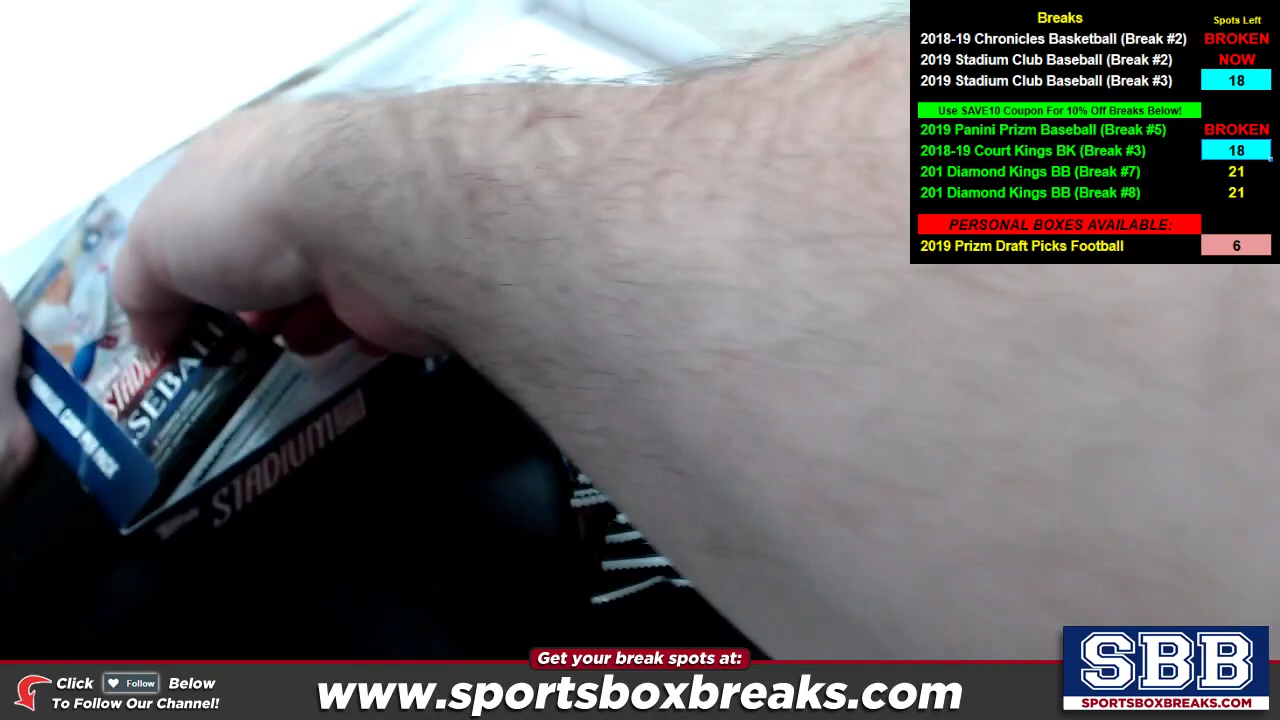 Breaks
Spots Left
2018-19 Chronicles Basketball (Break #2) BROKEN
2019 Stadium Club Baseball (Break #2) NOW
2019 Stadium Club Baseball (Break #3) 18
Use SAVE10 Coupon For 10% Off Breaks Below!
2019 Panini Prizm Baseball (Break #5) BROKEN
2018-19 Court Kings BK (Break #3) 18
201 Diamond Kings BB (Break #7) 21
201 Diamond Kings BB (Break #8) 21
PERSONAL BOXES AVAILABLE:
2019 Prizm Draft Picks Football 6
STADIUM
Get your break spots at:
Click Follow Below
To Follow Our Channel!
www.sportsboxbreaks.com
SBB
SPORTSBOXBREAKS.COM